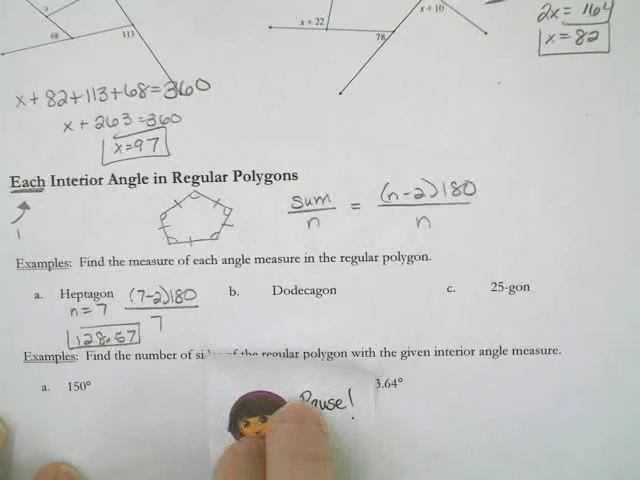 68
113
x + 22
78
x + 10
2x = 164
x = 82
x + 82 + 113 + 68 = 360
x + 263 = 360
x = 97
Each Interior Angle in Regular Polygons
sum
n
=
(n-2)180
n
Examples: Find the measure of each angle measure in the regular polygon.
a. Heptagon
n = 7
(7-2)180
7
128.57
b. Dodecagon
c. 25-gon
Examples: Find the number of of the regular polygon with the given interior angle measure.
a. 150°
Pause!
3.64°